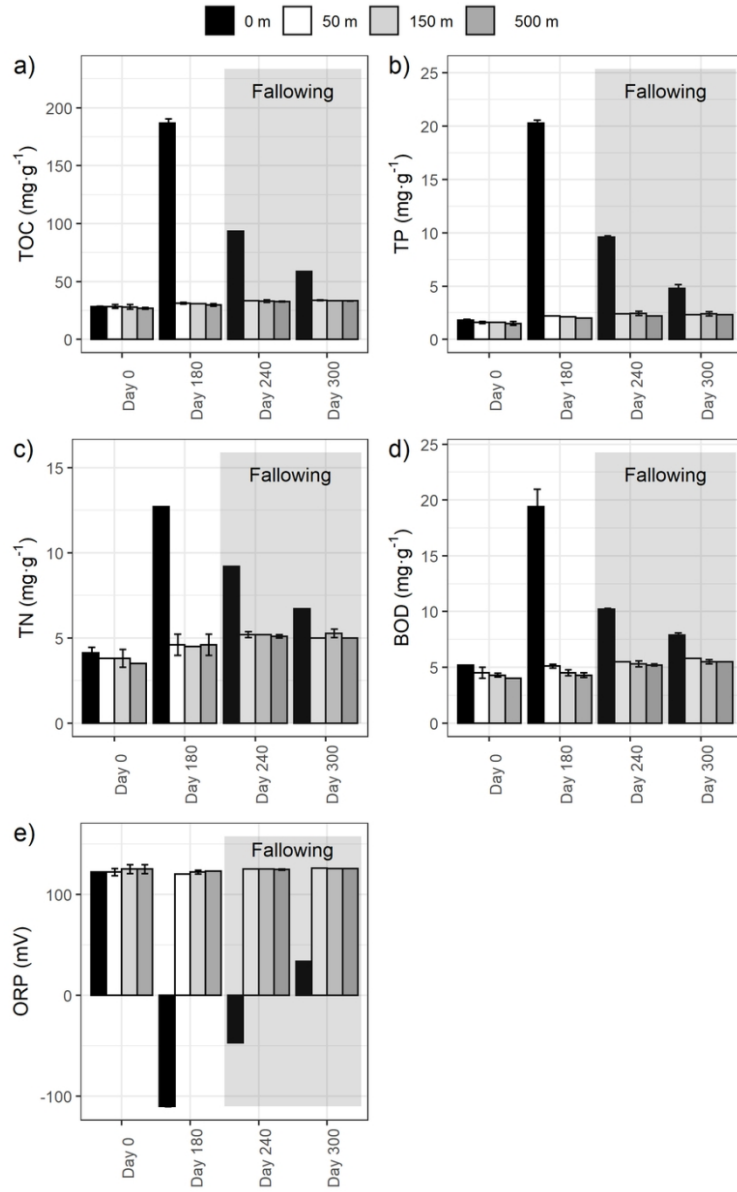 0 m 50 m 150 m 500 m
a)
Fallowing
TOC (mg·g⁻¹)
200
150
100
50
0
Day 0
Day 180
Day 240
Day 300
b)
Fallowing
TP (mg·g⁻¹)
25
20
15
10
5
0
Day 0
Day 180
Day 240
Day 300
c)
Fallowing
TN (mg·g⁻¹)
15
10
5
0
Day 0
Day 180
Day 240
Day 300
d)
Fallowing
BOD (mg·g⁻¹)
25
20
15
10
5
0
Day 0
Day 180
Day 240
Day 300
e)
Fallowing
ORP (mV)
100
0
-100
Day 0
Day 180
Day 240
Day 300